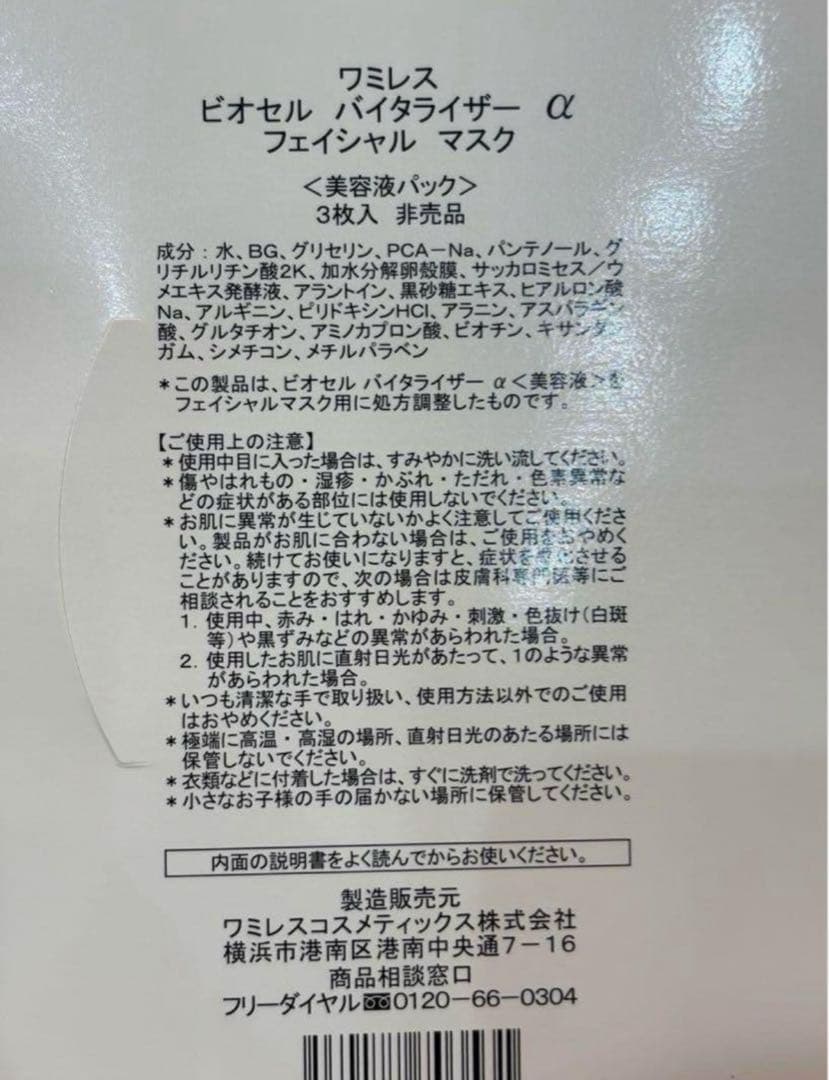 ワミレス
ビオセル バイタライザー α
フェイシャル マスク
＜美容液パック＞
3枚入 非売品
成分：水、BG、グリセリン、PCA－Na、パンテノール、グ
リチルリチン酸2K、加水分解卵殻膜、サッカロミセス／ウ
メエキス発酵液、アラントイン、黒砂糖エキス、ヒアルロン酸
Na、アルギニン、ピリドキシンHCl、アラニン、アスパラギン
酸、グルタチオン、アミノカプロン酸、ビオチン、キサンタン
ガム、シメチコン、メチルパラベン
＊この製品は、ビオセル バイタライザー α＜美容液＞を
フェイシャルマスク用に処方調整したものです。
【ご使用上の注意】
＊使用中目に入った場合は、すみやかに洗い流してください。
＊傷やはれもの・湿疹・かぶれ・ただれ・色素異常な
どの症状がある部位には使用しないでください。
＊お肌に異常が生じていないかよく注意してご使用くださ
い。製品がお肌に合わない場合は、ご使用をおやめく
ださい。続けてお使いになりますと、症状を悪化させる
ことがありますので、次の場合は皮膚科専門医等にご
相談されることをおすすめします。
1. 使用中、赤み・はれ・かゆみ・刺激・色抜け(白斑
等)や黒ずみなどの異常があらわれた場合。
2. 使用したお肌に直射日光があたって、1のような異常
があらわれた場合。
＊いつも清潔な手で取り扱い、使用方法以外でのご使用
はおやめください。
＊極端に高温・高湿の場所、直射日光のあたる場所には
保管しないでください。
＊衣類などに付着した場合は、すぐに洗剤で洗ってください。
＊小さなお子様の手の届かない場所に保管してください。
内面の説明書をよく読んでからお使いください。
製造販売元
ワミレスコスメティックス株式会社
横浜市港南区港南中央通7－16
商品相談窓口
フリーダイヤル 0120－66－0304